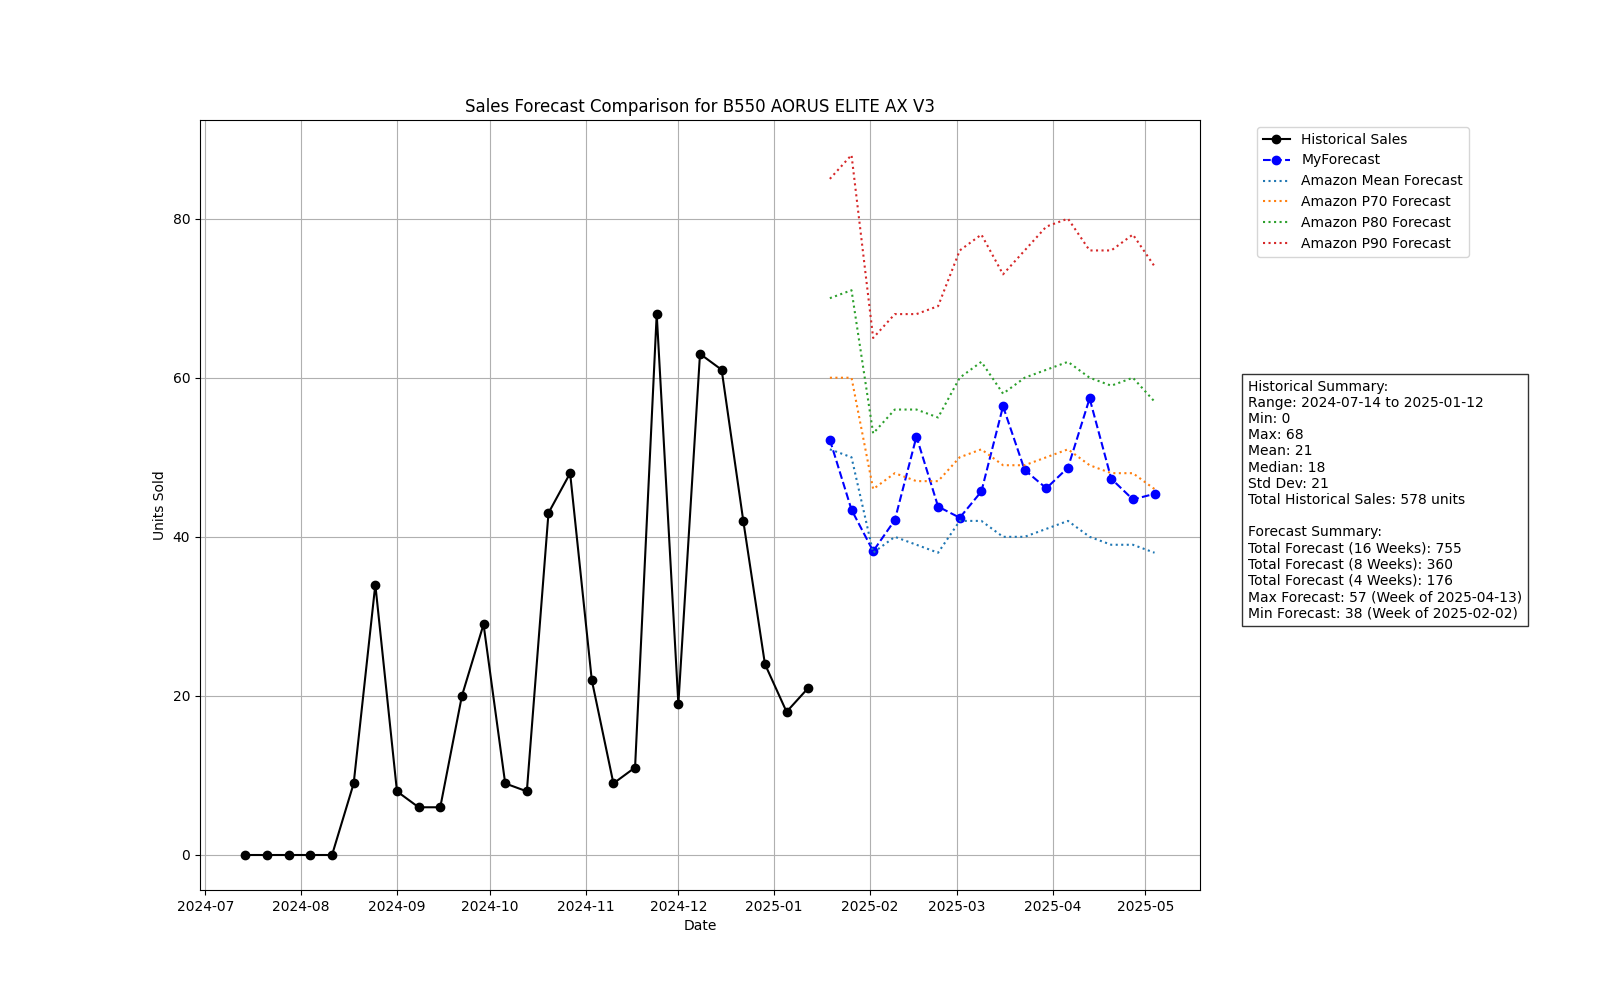 Sales Forecast Comparison for B550 AORUS ELITE AX V3
Historical Sales
MyForecast
Amazon Mean Forecast
Amazon P70 Forecast
Amazon P80 Forecast
Amazon P90 Forecast
80
60
40
20
0
Units Sold
2024-07 2024-08 2024-09 2024-10 2024-11 2024-12 2025-01 2025-02 2025-03 2025-04 2025-05
Date
Historical Summary:
Range: 2024-07-14 to 2025-01-12
Min: 0
Max: 68
Mean: 21
Median: 18
Std Dev: 21
Total Historical Sales: 578 units
Forecast Summary:
Total Forecast (16 Weeks): 755
Total Forecast (8 Weeks): 360
Total Forecast (4 Weeks): 176
Max Forecast: 57 (Week of 2025-04-13)
Min Forecast: 38 (Week of 2025-02-02)